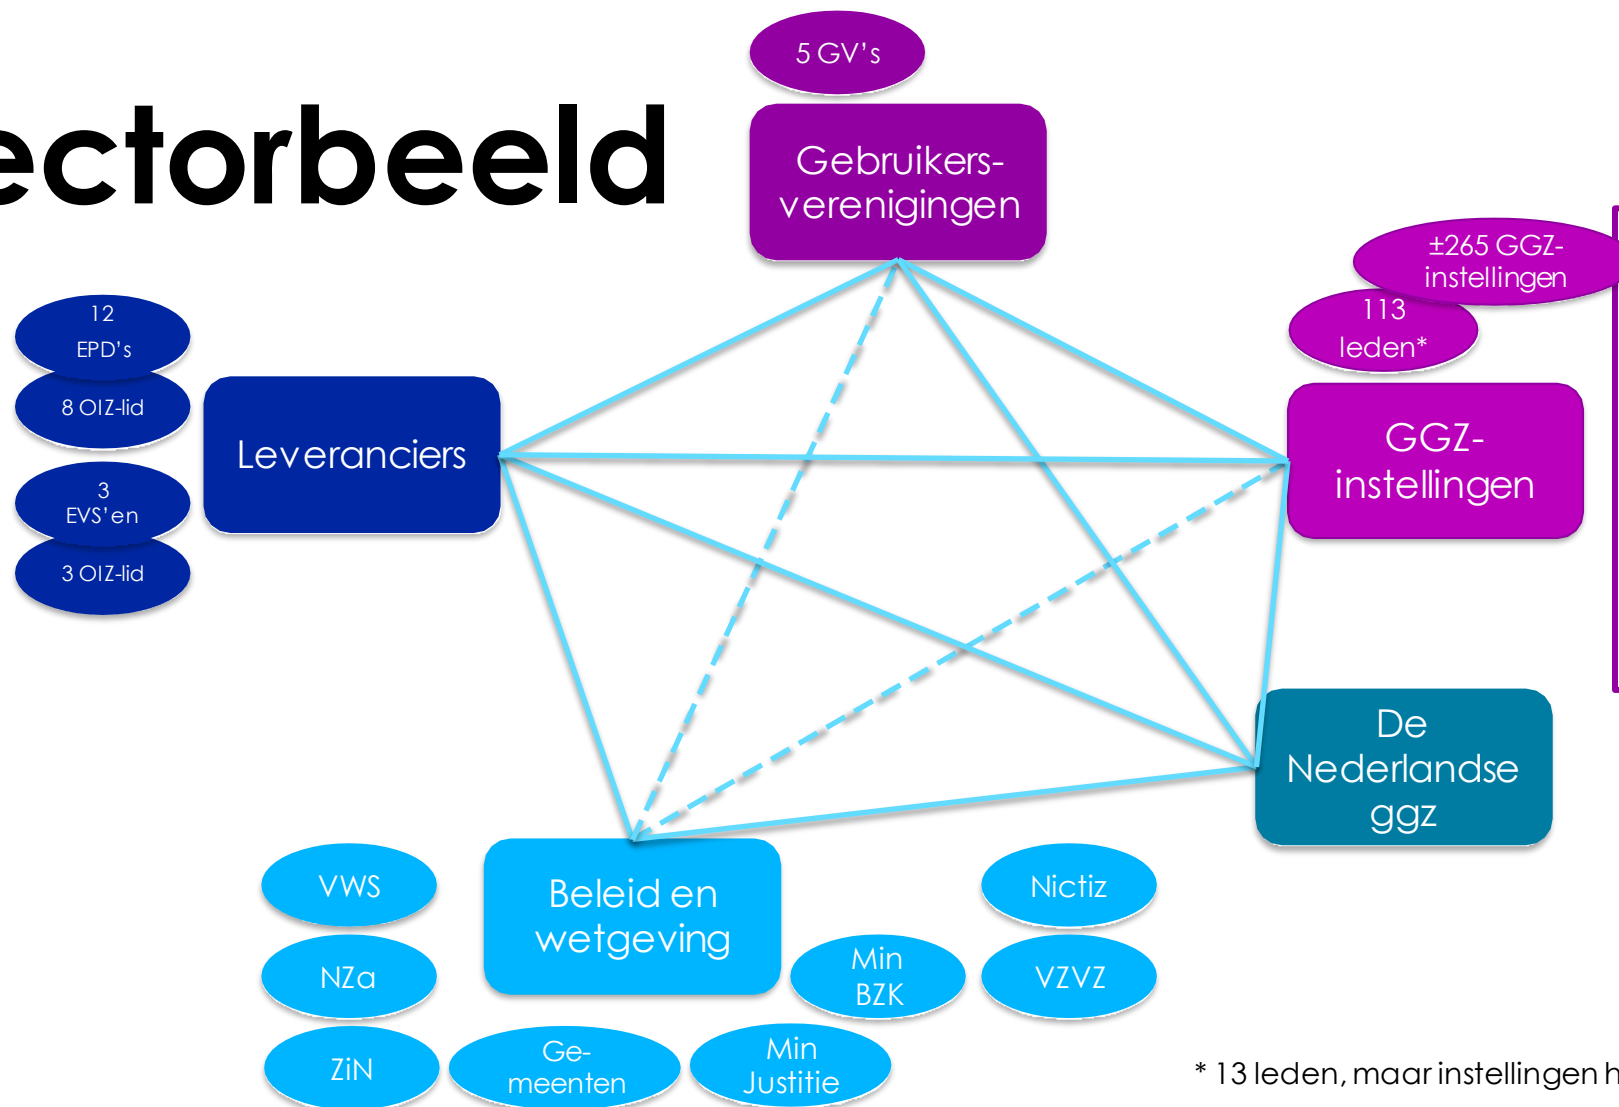 ectorbeeld
5 GV's
Gebruikers-
verenigingen
±265 GGZ-
instellingen
113
leden*
GGZ-
instellingen
12
EPD's
8 OIZ-lid
3
EVS'en
3 OIZ-lid
Leveranciers
De
Nederlandse
ggz
Beleid en
wetgeving
VWS
NZa
ZiN
Ge-
meenten
Min
Justitie
Min
BZK
Nictiz
VZVZ
* 13 leden, maar instellingen h